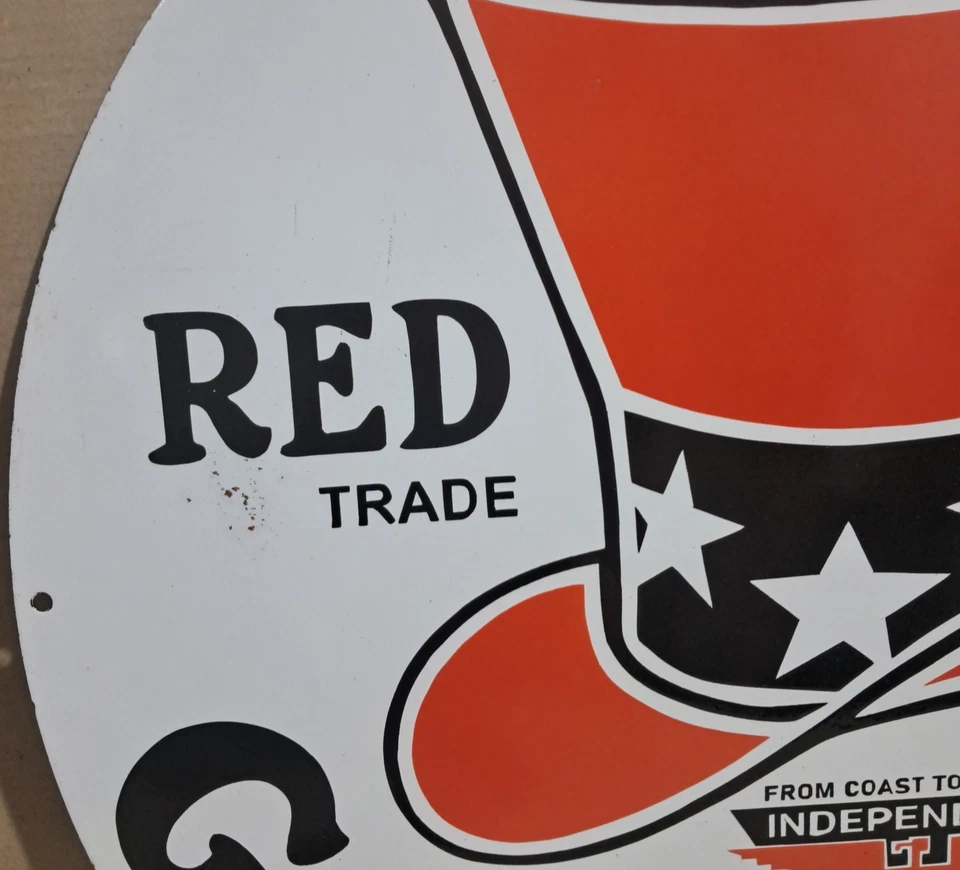 RED
TRADE
G
FROM COAST TO
INDEPEN